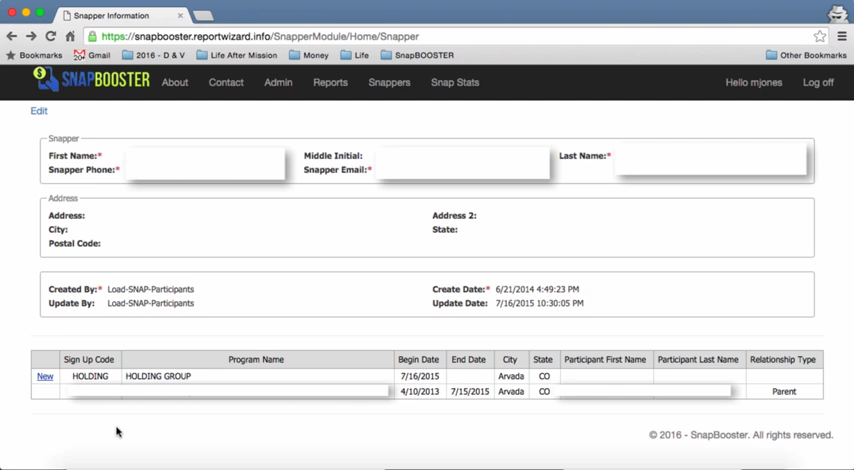 Snapper Information
https://snapbooster.reportwizard.info/SnapperModule/Home/Snapper
Bookmarks Gmail 2016 - D & V Life After Mission Money Life SnapBOOSTER Other Bookmarks
SNAPBOOSTER About Contact Admin Reports Snappers Snap Stats Hello mjones Log off
Edit
Snapper
First Name:* Middle Initial: Last Name:*
Snapper Phone:* Snapper Email:*
Address
Address: Address 2:
City: State:
Postal Code:
Created By:* Load-SNAP-Participants Create Date:* 6/21/2014 4:49:23 PM
Update By: Load-SNAP-Participants Update Date: 7/16/2015 10:30:05 PM
Sign Up Code Program Name Begin Date End Date City State Participant First Name Participant Last Name Relationship Type
New HOLDING HOLDING GROUP 7/16/2015 Arvada CO
4/10/2013 7/15/2015 Arvada CO Parent
© 2016 - SnapBooster. All rights reserved.